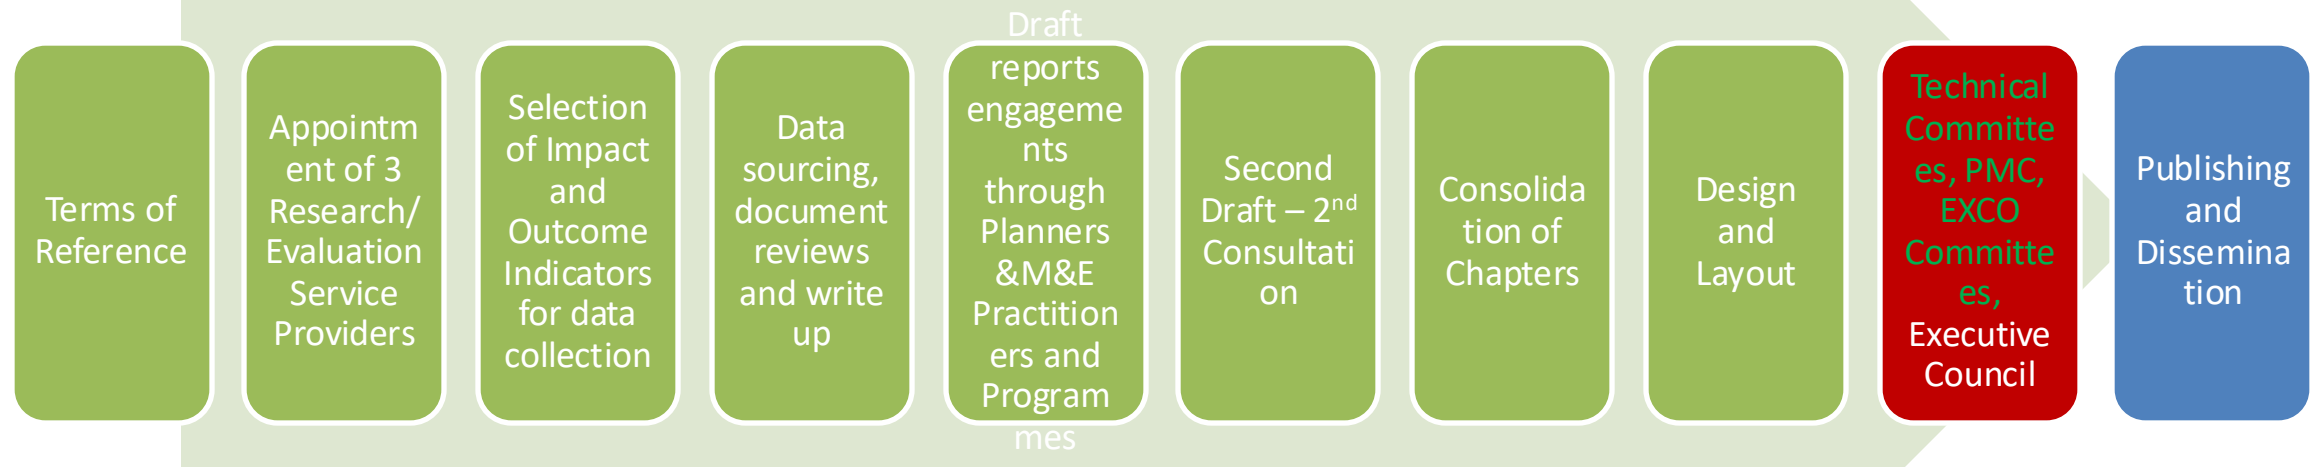 Terms of
Reference
Appointm
ent of 3
Research/
Evaluation
Service
Providers
Selection
of Impact
and
Outcome
Indicators
for data
collection
Data
sourcing,
document
reviews
and write
up
Draft
reports
engageme
nts
through
Planners
&M&E
Practition
ers and
Program
mes
Second
Draft – 2nd
Consultati
on
Consolida
tion of
Chapters
Design
and
Layout
Technical
Committe
es, PMC,
EXCO
Committe
es,
Executive
Council
Publishing
and
Dissemina
tion